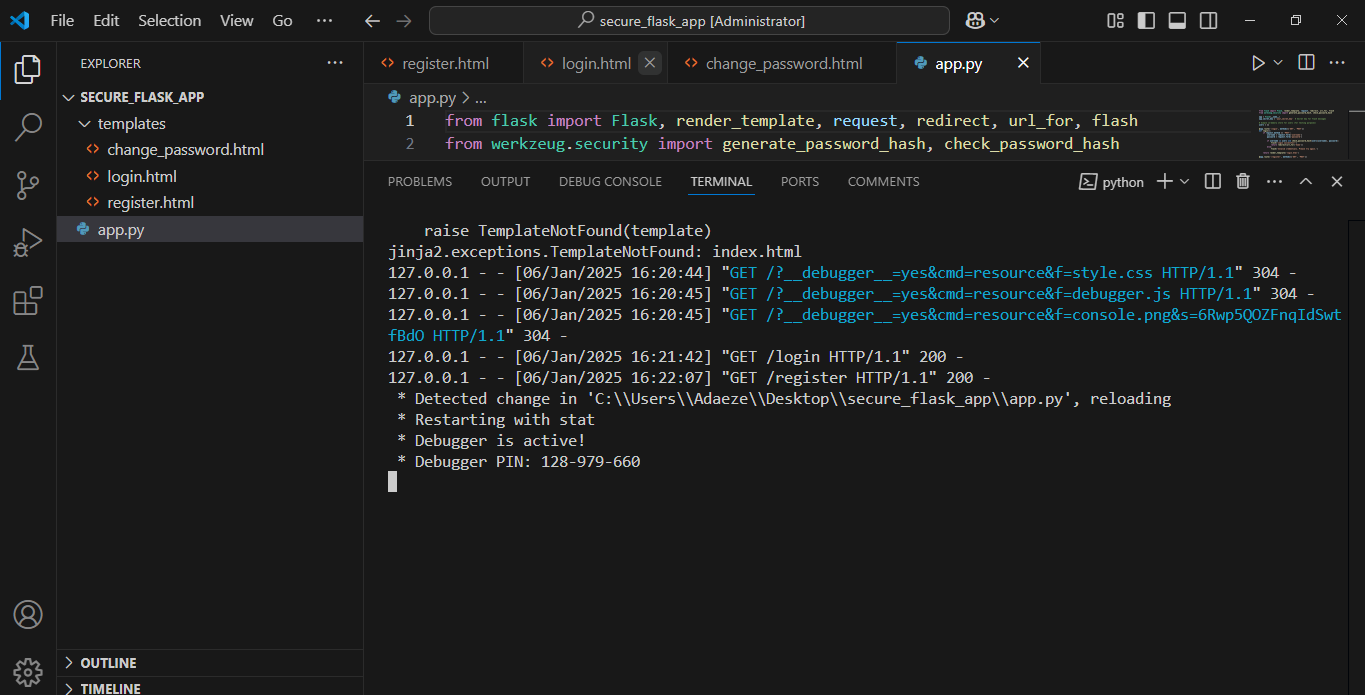 File Edit Selection View Go ··· secure_flask_app [Administrator]
EXPLORER ···
SECURE_FLASK_APP
templates
change_password.html
login.html
register.html
app.py
OUTLINE
TIMELINE
register.html login.html change_password.html app.py
app.py > ...
1 from flask import Flask, render_template, request, redirect, url_for, flash
2 from werkzeug.security import generate_password_hash, check_password_hash
PROBLEMS OUTPUT DEBUG CONSOLE TERMINAL PORTS COMMENTS python
raise TemplateNotFound(template)
jinja2.exceptions.TemplateNotFound: index.html
127.0.0.1 - - [06/Jan/2025 16:20:44] "GET /?__debugger__=yes&cmd=resource&f=style.css HTTP/1.1" 304 -
127.0.0.1 - - [06/Jan/2025 16:20:45] "GET /?__debugger__=yes&cmd=resource&f=debugger.js HTTP/1.1" 304 -
127.0.0.1 - - [06/Jan/2025 16:20:45] "GET /?__debugger__=yes&cmd=resource&f=console.png&s=6Rwp5QOZFnqIdSwt
fBdO HTTP/1.1" 304 -
127.0.0.1 - - [06/Jan/2025 16:21:42] "GET /login HTTP/1.1" 200 -
127.0.0.1 - - [06/Jan/2025 16:22:07] "GET /register HTTP/1.1" 200 -
* Detected change in 'C:\\Users\\Adaeze\\Desktop\\secure_flask_app\\app.py', reloading
* Restarting with stat
* Debugger is active!
* Debugger PIN: 128-979-660